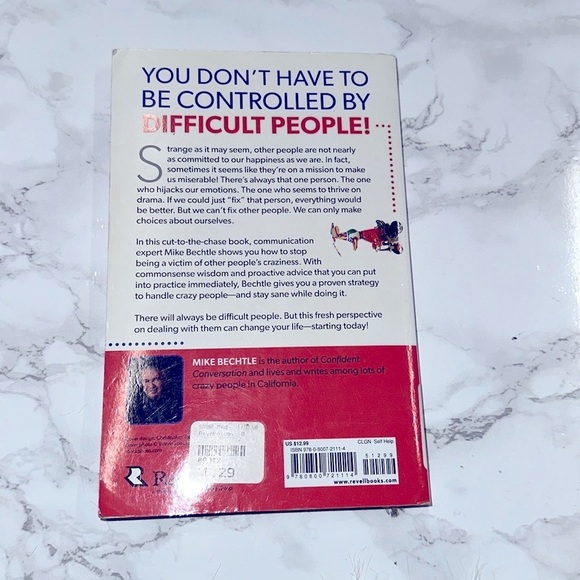 YOU DON'T HAVE TO
BE CONTROLLED BY
DIFFICULT PEOPLE!
Strange as it may seem, other people are not nearly
as committed to our happiness as we are. In fact,
sometimes it seems like they're on a mission to make
us miserable! There's always that one person. The one
who hijacks our emotions. The one who seems to thrive on
drama. If we could just "fix" that person, everything would
be better. But we can't fix other people. We can only make
choices about ourselves.
In this cut-to-the-chase book, communication
expert Mike Bechtle shows you how to stop
being a victim of other people's craziness. With
commonsense wisdom and proactive advice that you can put
into practice immediately, Bechtle gives you a proven strategy
to handle crazy people—and stay sane while doing it.
There will always be difficult people. But this fresh perspective
on dealing with them can change your life—starting today!
MIKE BECHTLE is the author of Confident
Conversation and lives and writes among lots of
crazy people in California.
US $12.99
CLGN Self Help
ISBN 978-0-8007-2111-4
51299
9 780800 721114
www.revellbooks.com
R